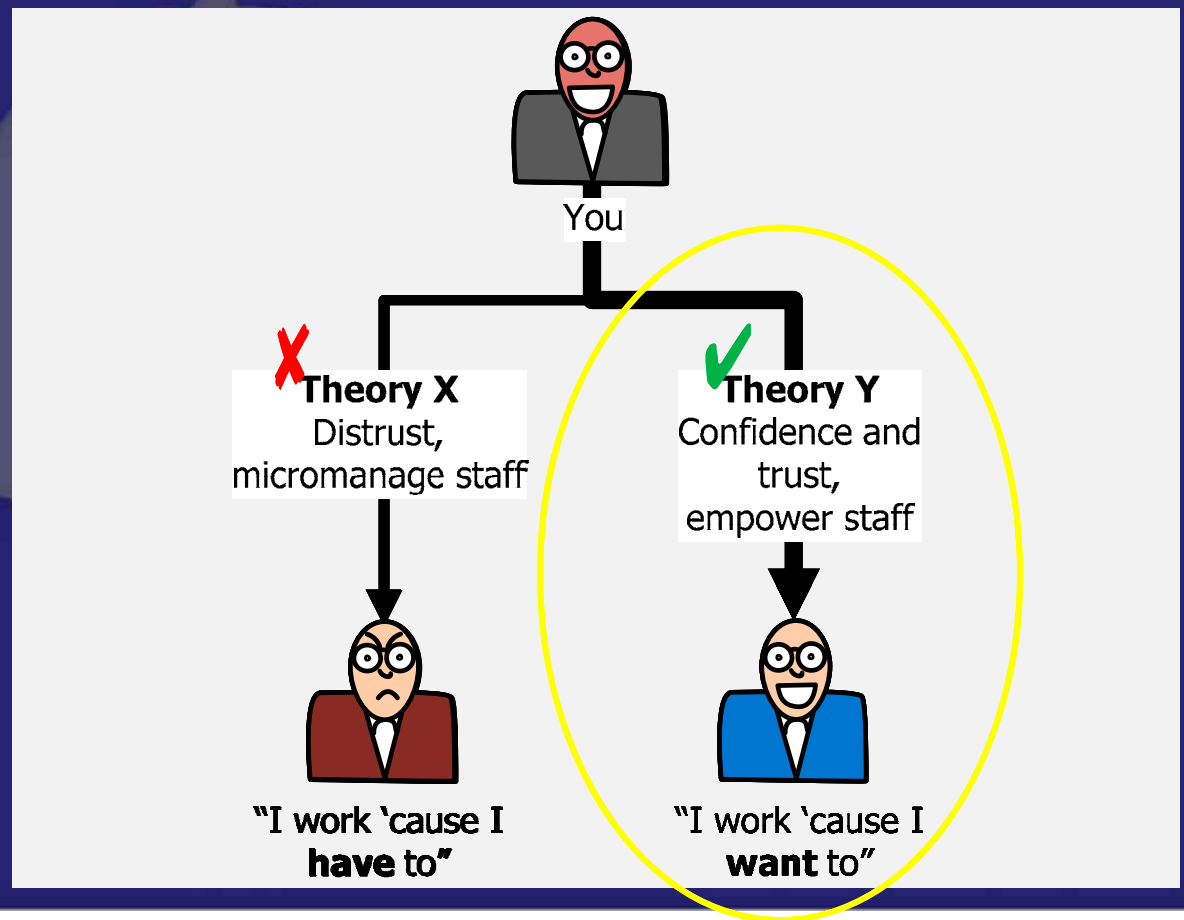 You
Theory X
Distrust,
micromanage staff
Theory Y
Confidence and
trust,
empower staff
“I work ‘cause I
have to”
“I work ‘cause I
want to”